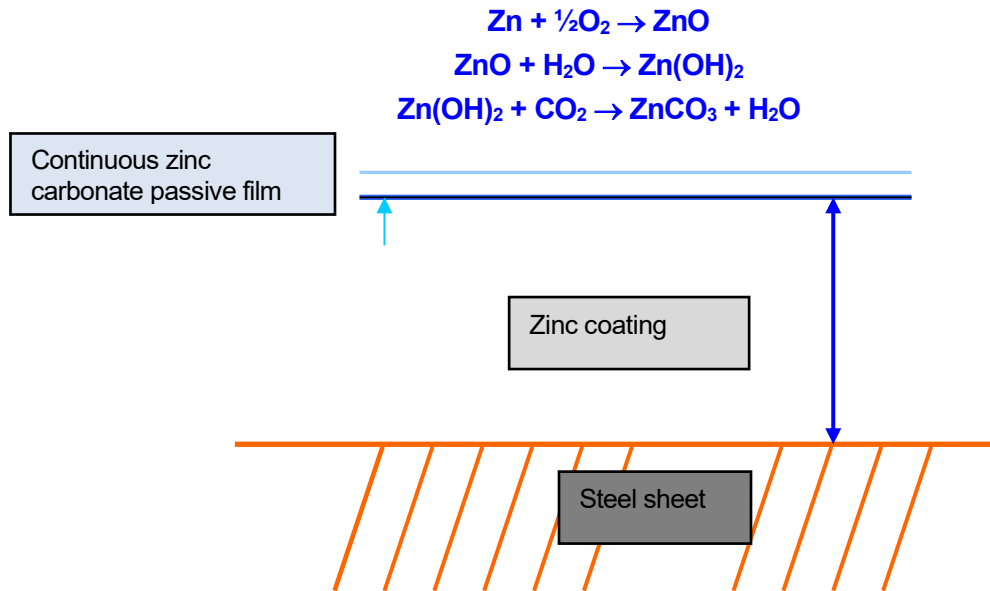 Zn + ½O₂ → ZnO
ZnO + H₂O → Zn(OH)₂
Zn(OH)₂ + CO₂ → ZnCO₃ + H₂O
Continuous zinc
carbonate passive film
Zinc coating
Steel sheet